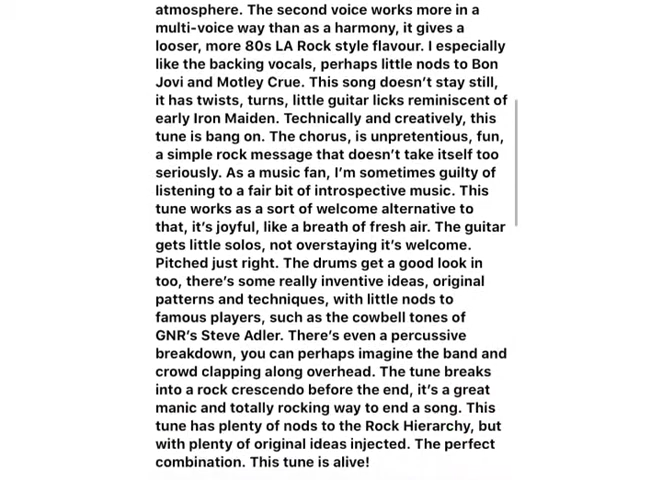 atmosphere. The second voice works more in a
multi-voice way than as a harmony, it gives a
looser, more 80s LA Rock style flavour. I especially
like the backing vocals, perhaps little nods to Bon
Jovi and Motley Crue. This song doesn’t stay still,
it has twists, turns, little guitar licks reminiscent of
early Iron Maiden. Technically and creatively, this
tune is bang on. The chorus, is unpretentious, fun,
a simple rock message that doesn’t take itself too
seriously. As a music fan, I’m sometimes guilty of
listening to a fair bit of introspective music. This
tune works as a sort of welcome alternative to
that, it’s joyful, like a breath of fresh air. The guitar
gets little solos, not overstaying it’s welcome.
Pitched just right. The drums get a good look in
too, there’s some really inventive ideas, original
patterns and techniques, with little nods to
famous players, such as the cowbell tones of
GNR’s Steve Adler. There’s even a percussive
breakdown, you can perhaps imagine the band and
crowd clapping along overhead. The tune breaks
into a rock crescendo before the end, it’s a great
manic and totally rocking way to end a song. This
tune has plenty of nods to the Rock Hierarchy, but
with plenty of original ideas injected. The perfect
combination. This tune is alive!